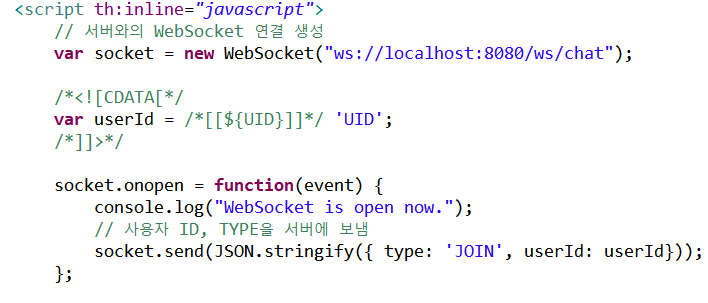 <script th:inline="javascript">
// 서버와의 WebSocket 연결 생성
var socket = new WebSocket("ws://localhost:8080/ws/chat");
/*<![CDATA[*/
var userId = /*[[${UID}]]*/ 'UID';
/*]]>*/
socket.onopen = function(event) {
console.log("WebSocket is open now.");
// 사용자 ID, TYPE을 서버에 보냄
socket.send(JSON.stringify({ type: 'JOIN', userId: userId}));
};